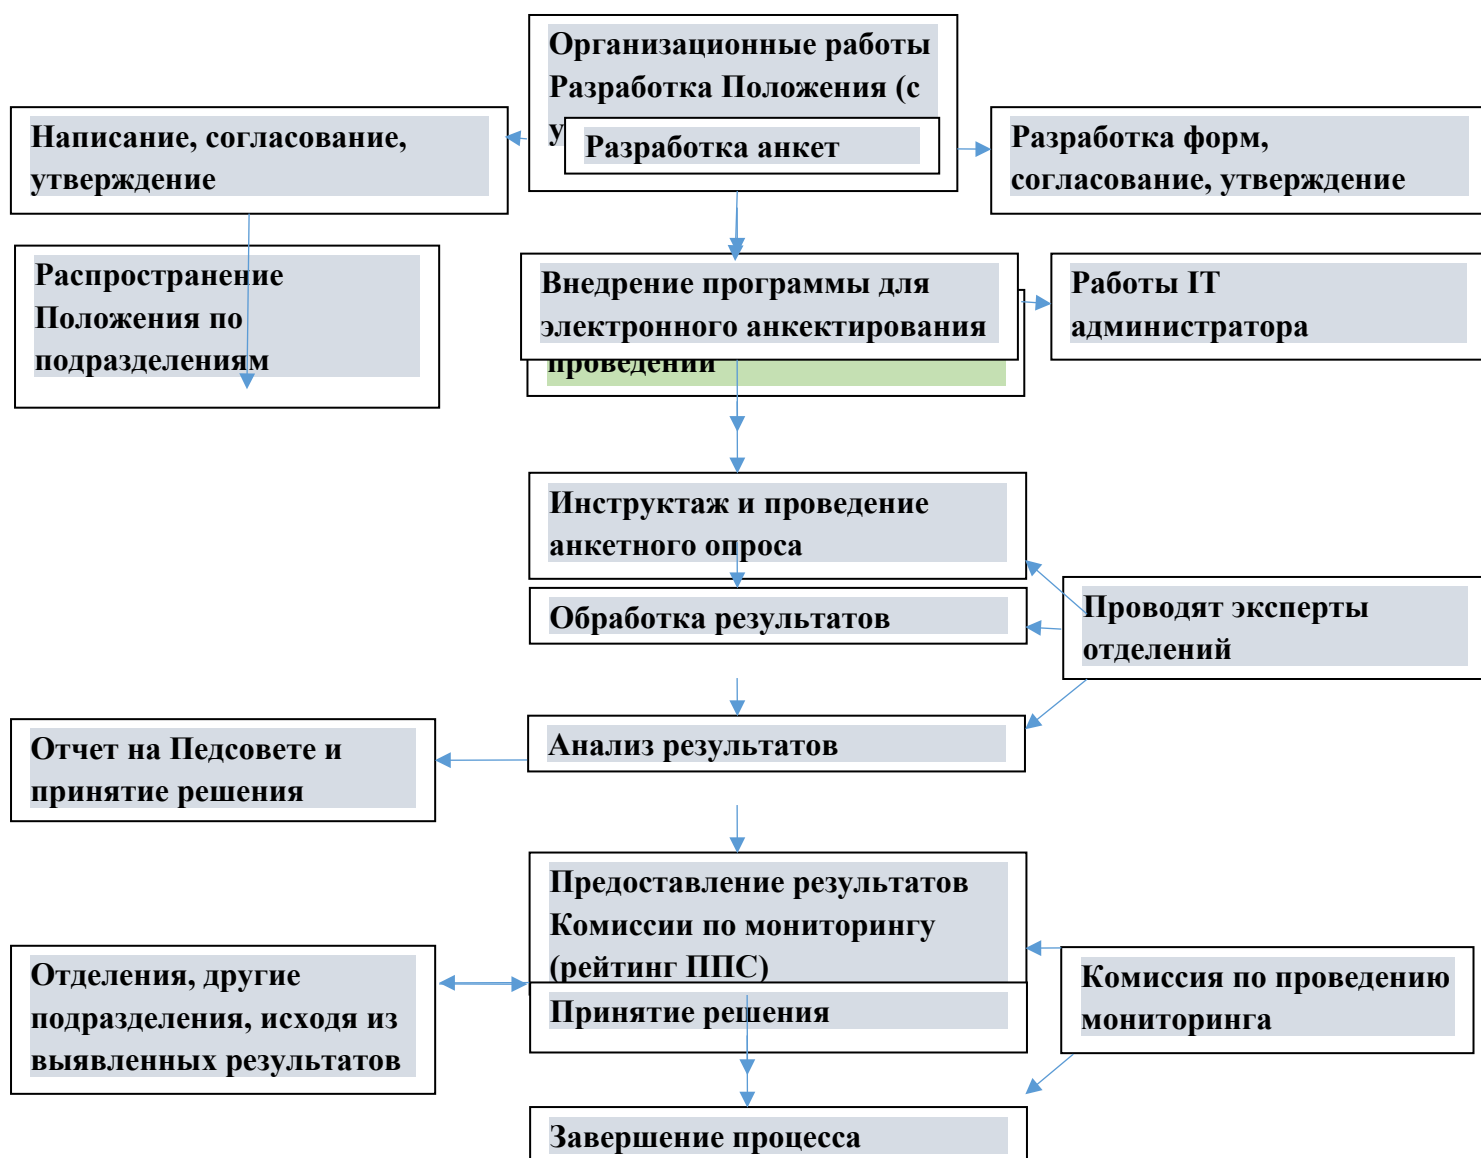 Организационные работы
Разработка Положения (с
Разработка анкет
Написание, согласование,
утверждение
Разработка форм,
согласование, утверждение
Распространение
Положения по
подразделениям
Внедрение программы для
электронного анкектирования
проведении
Работы IT
администратора
Инструктаж и проведение
анкетного опроса
Обработка результатов
Проводят эксперты
отделений
Анализ результатов
Отчет на Педсовете и
принятие решения
Предоставление результатов
Комиссии по мониторингу
(рейтинг ППС)
Принятие решения
Отделения, другие
подразделения, исходя из
выявленных результатов
Комиссия по проведению
мониторинга
Завершение процесса